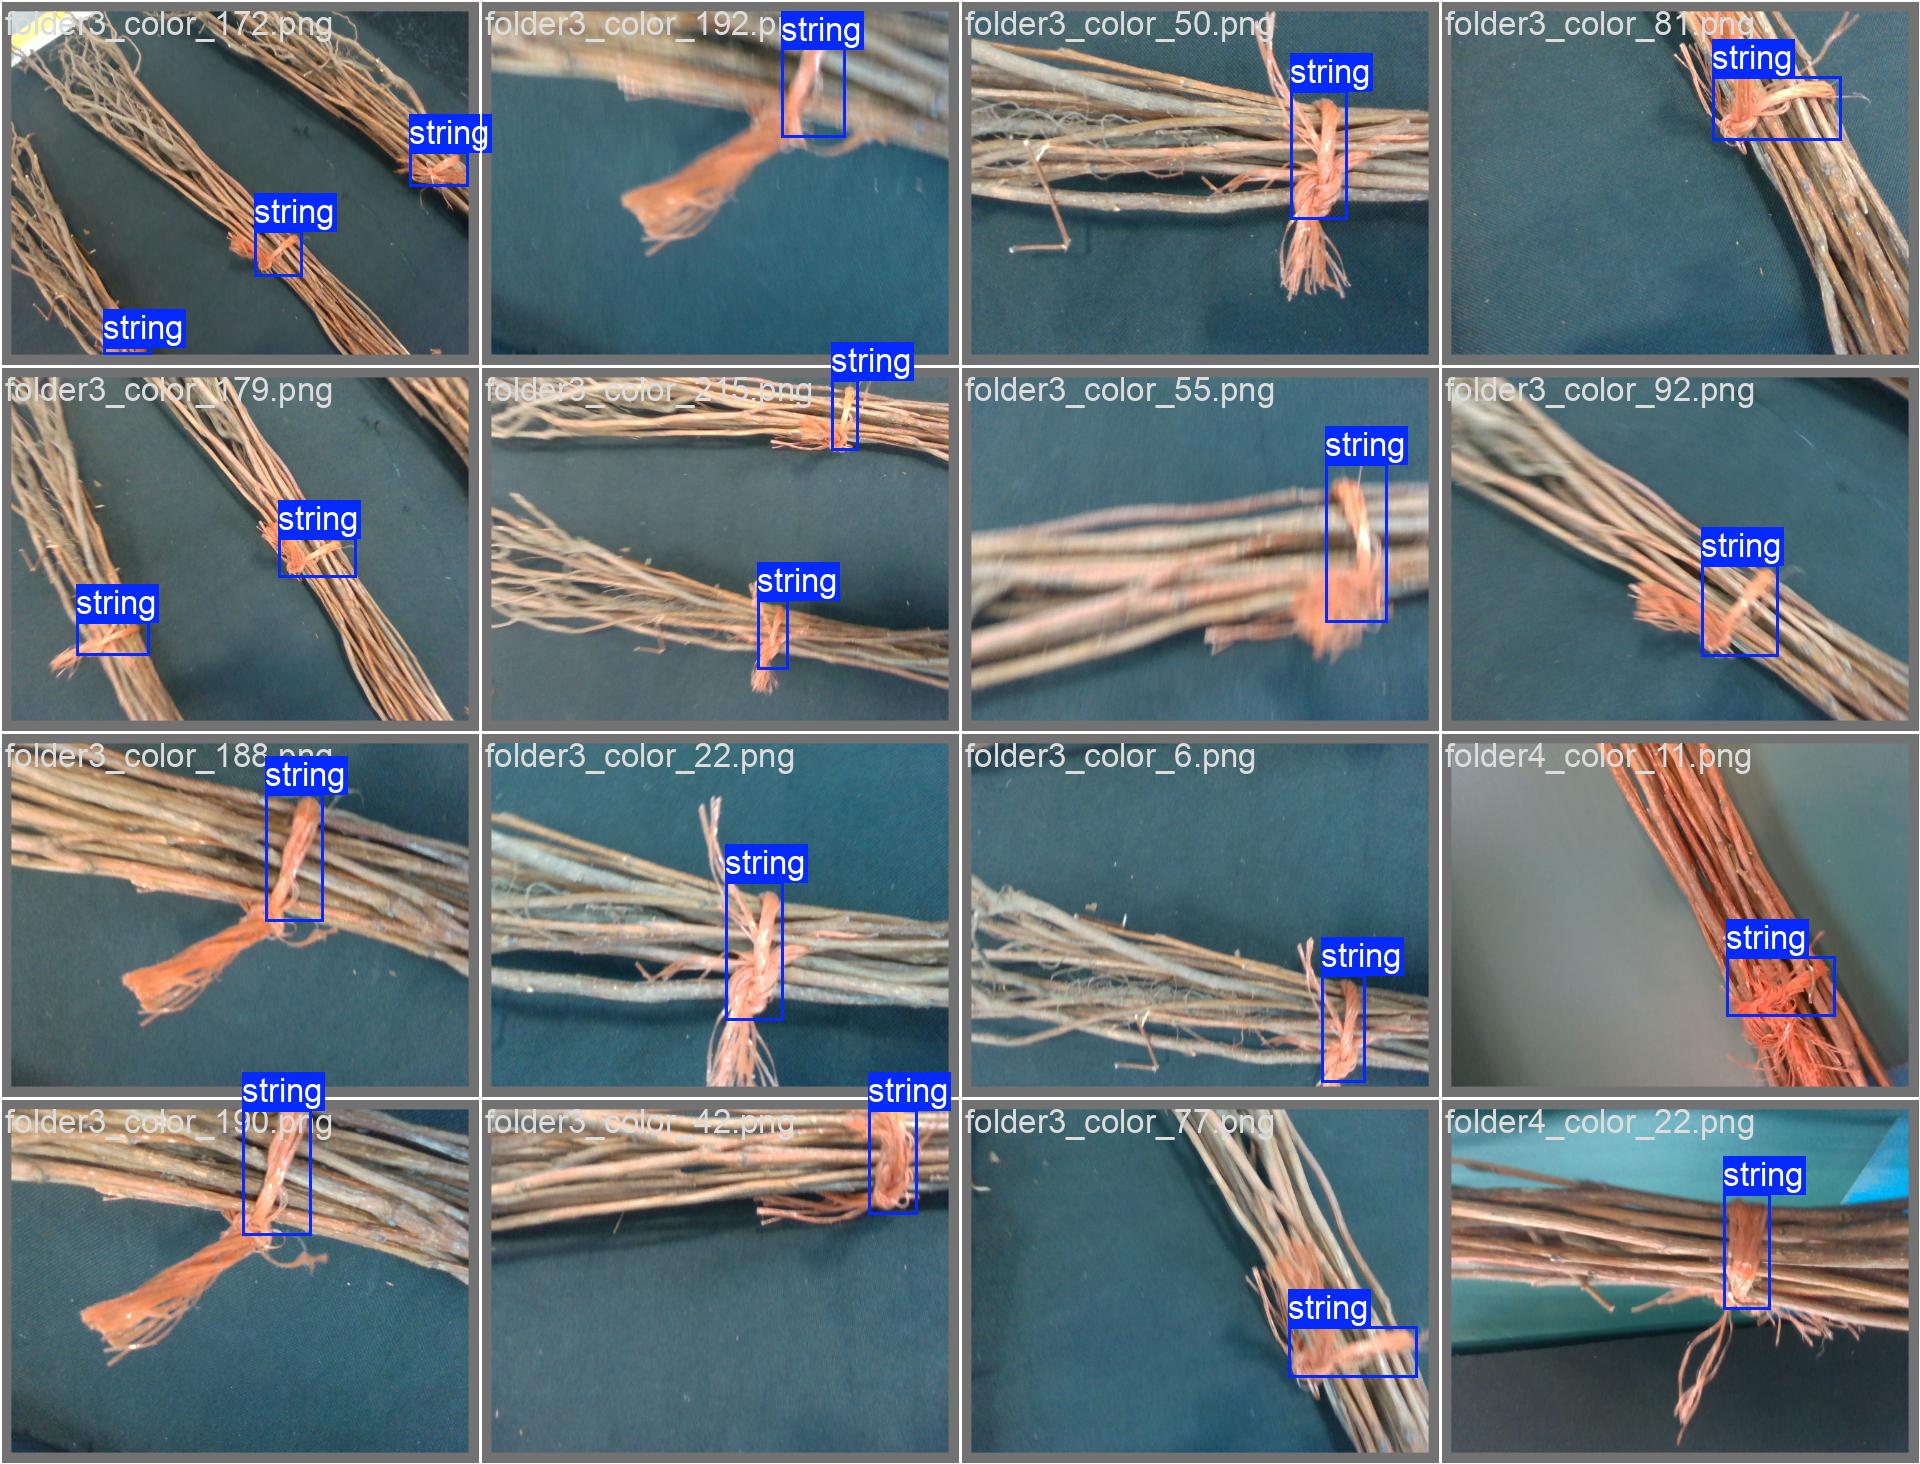 folder3_color_172.png
string
string
string
folder3_color_192.p
string
folder3_color_50.png
string
folder3_color_81.png
string
folder3_color_179.png
string
string
folder3_color_215.png
string
string
folder3_color_55.png
string
folder3_color_92.png
string
folder3_color_188.png
string
folder3_color_22.png
string
folder3_color_6.png
string
folder4_color_11.png
string
folder3_color_190.png
string
folder3_color_42.png
string
folder3_color_77.png
string
folder4_color_22.png
string